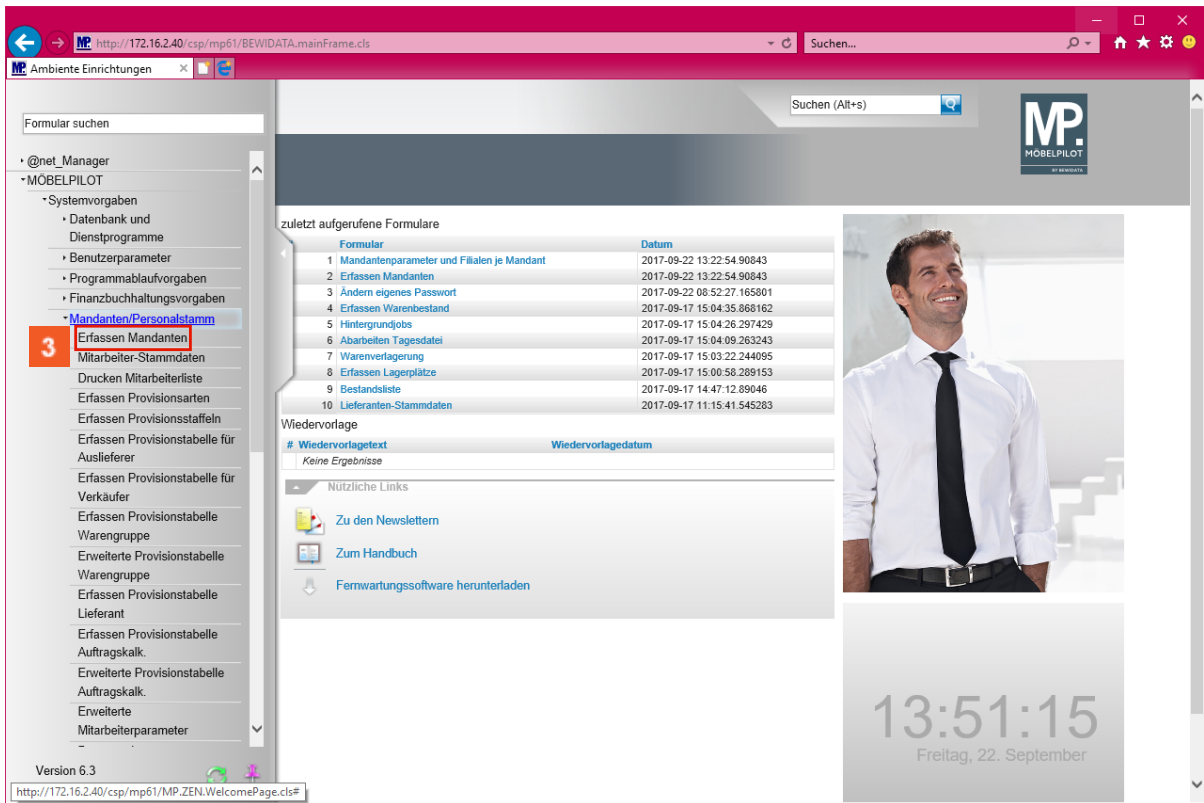 http://172.16.2.40/csp/mp61/BEWIDATA.mainFrame.cls
Suchen...
MP. Ambiente Einrichtungen
Formular suchen
Suchen (Alt+s)
MP.
MÖBELPILOT
BY BEWIDATA
@net_Manager
MÖBELPILOT
Systemvorgaben
Datenbank und
Dienstprogramme
Benutzerparameter
Programmablaufvorgaben
Finanzbuchhaltungsvorgaben
Mandanten/Personalstamm
3 Erfassen Mandanten
Mitarbeiter-Stammdaten
Drucken Mitarbeiterliste
Erfassen Provisionsarten
Erfassen Provisionsstaffeln
Erfassen Provisionstabelle für
Auslieferer
Erfassen Provisionstabelle für
Verkäufer
Erfassen Provisionstabelle
Warengruppe
Erweiterte Provisionstabelle
Warengruppe
Erfassen Provisionstabelle
Lieferant
Erfassen Provisionstabelle
Auftragskalk.
Erweiterte Provisionstabelle
Auftragskalk.
Erweiterte
Mitarbeiterparameter
Version 6.3
http://172.16.2.40/csp/mp61/MP.ZEN.WelcomePage.cls#
zuletzt aufgerufene Formulare
Formular Datum
1 Mandantenparameter und Filialen je Mandant 2017-09-22 13:22:54.90843
2 Erfassen Mandanten 2017-09-22 13:22:54.90843
3 Ändern eigenes Passwort 2017-09-22 08:52:27.165801
4 Erfassen Warenbestand 2017-09-17 15:04:35.868162
5 Hintergrundjobs 2017-09-17 15:04:26.297429
6 Abarbeiten Tagesdatei 2017-09-17 15:04:09.263243
7 Warenverlagerung 2017-09-17 15:03:22.244095
8 Erfassen Lagerplätze 2017-09-17 15:00:58.289153
9 Bestandsliste 2017-09-17 14:47:12.89046
10 Lieferanten-Stammdaten 2017-09-17 11:15:41.545283
Wiedervorlage
# Wiedervorlagetext Wiedervorlagedatum
Keine Ergebnisse
Nützliche Links
Zu den Newslettern
Zum Handbuch
Fernwartungssoftware herunterladen
13:51:15
Freitag, 22. September